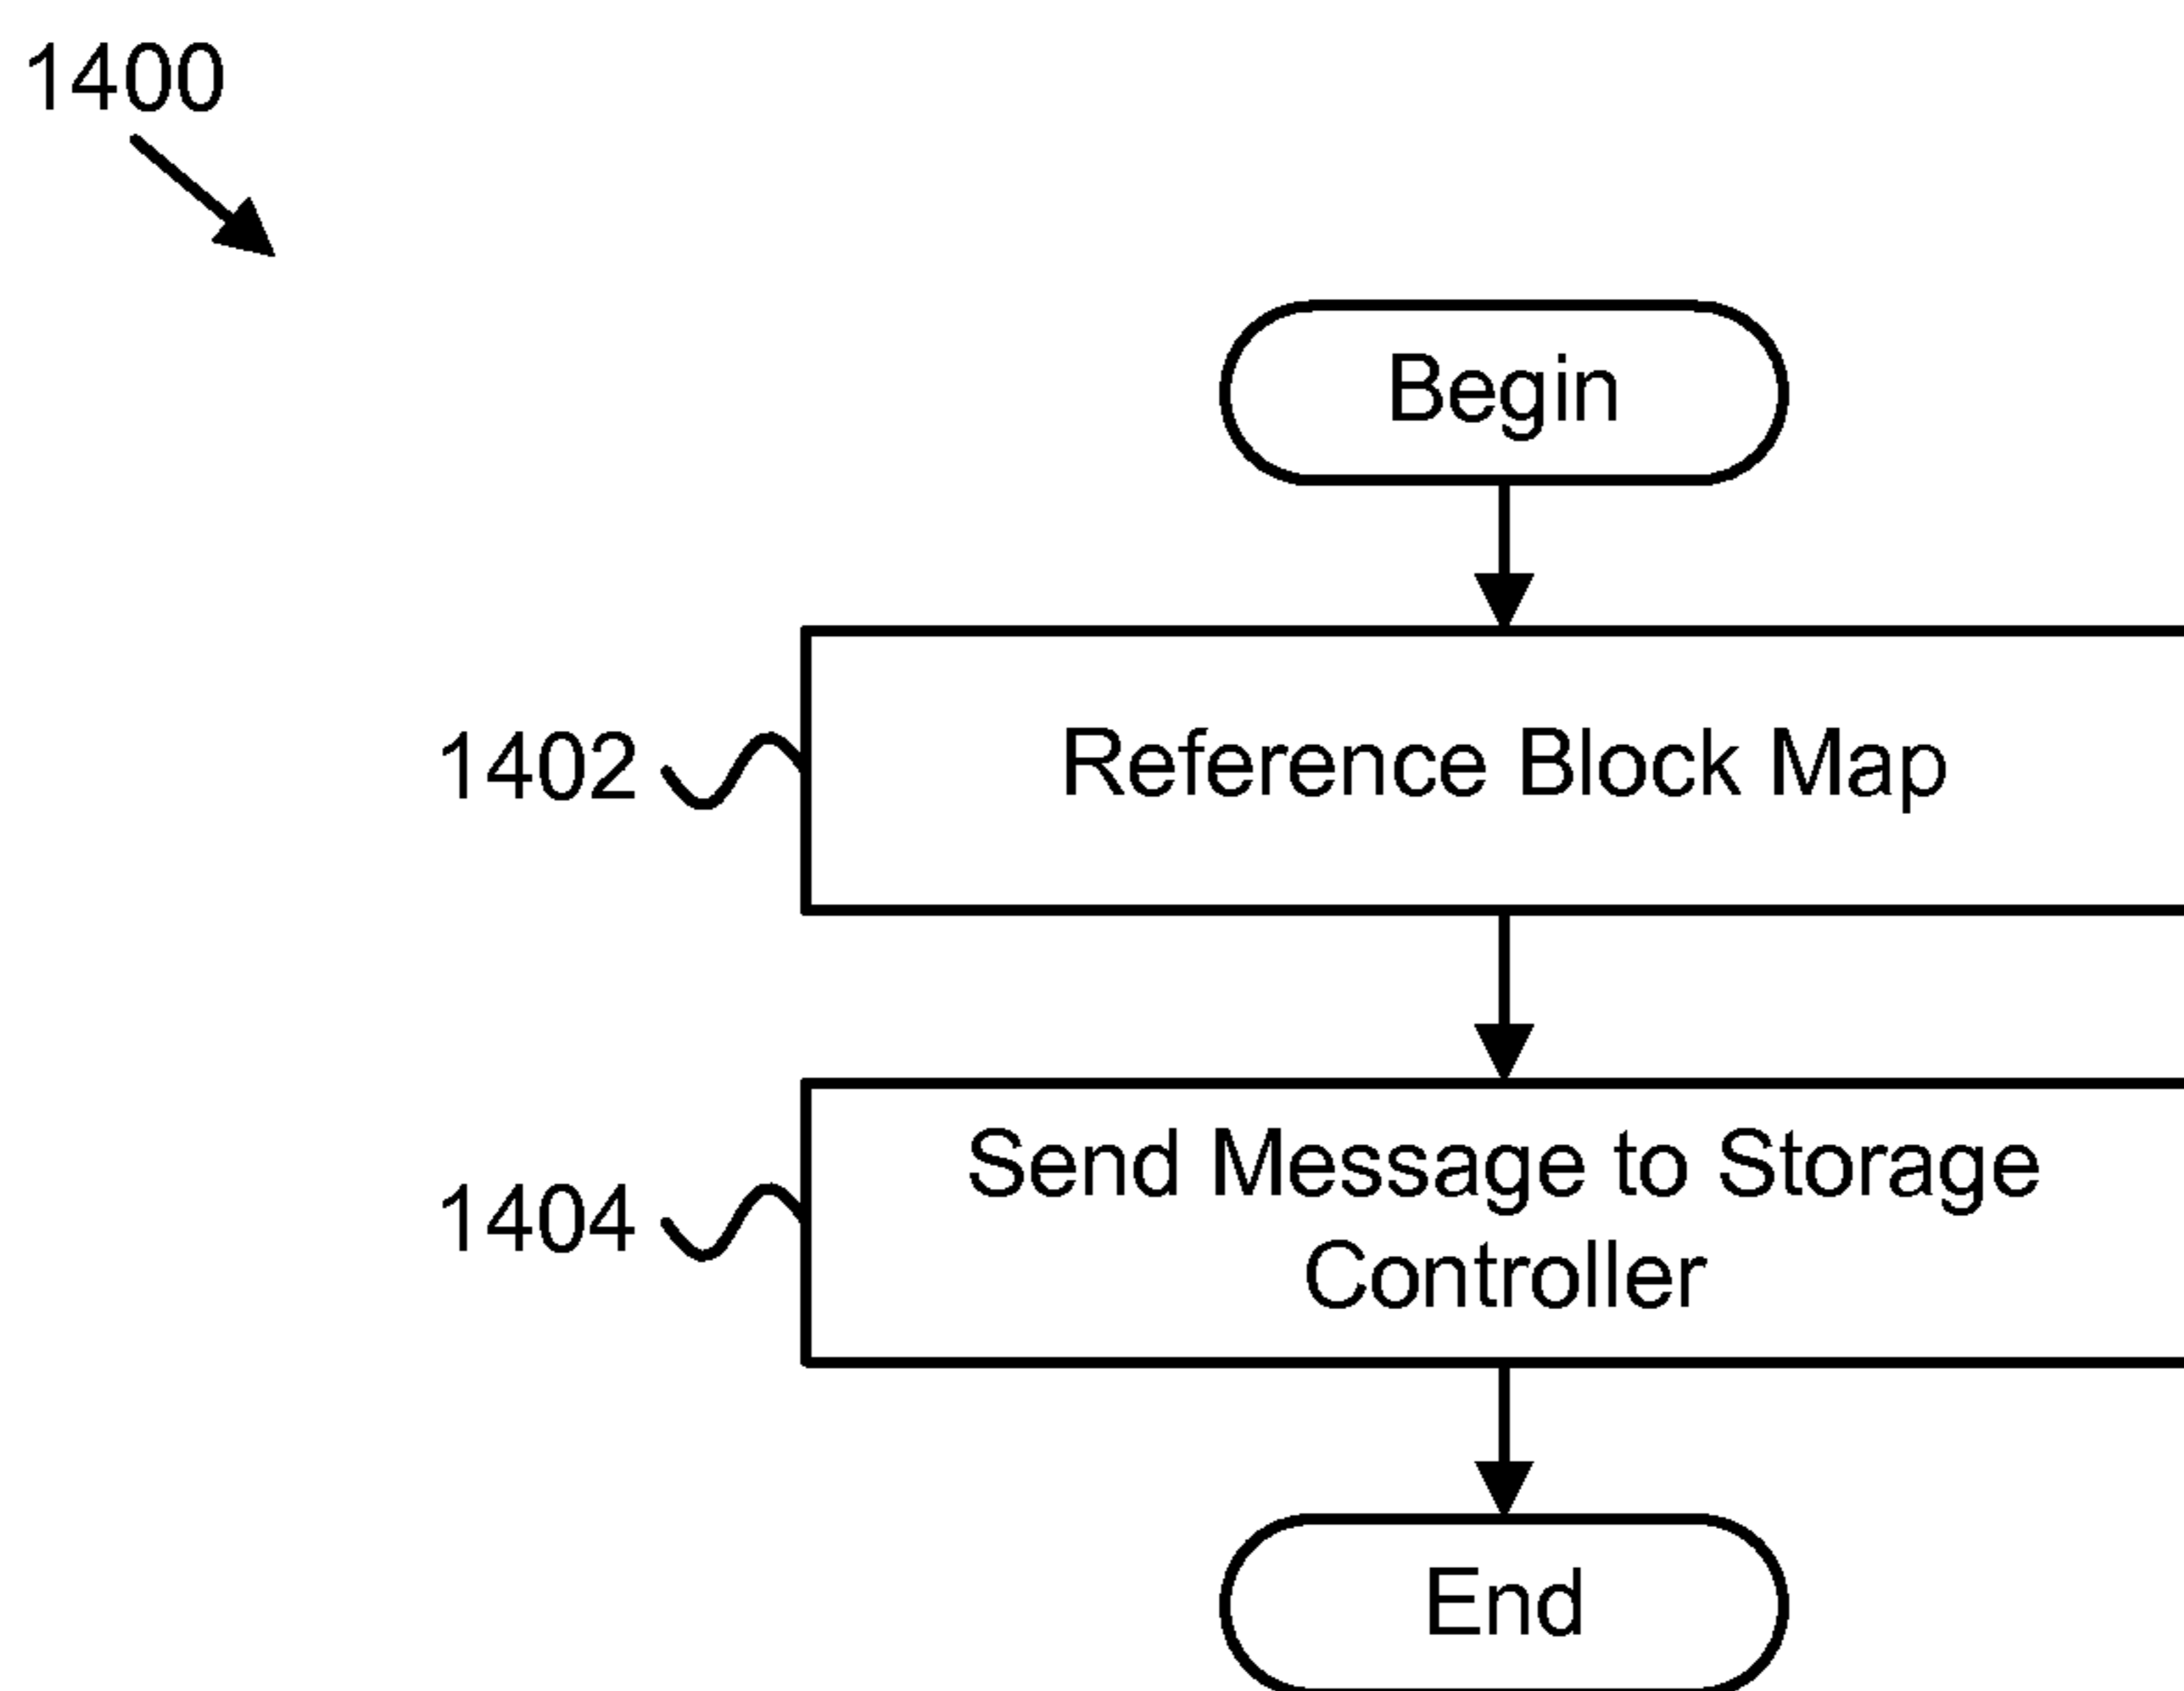 1400
Begin
1402
Reference Block Map
1404
Send Message to Storage
Controller
End